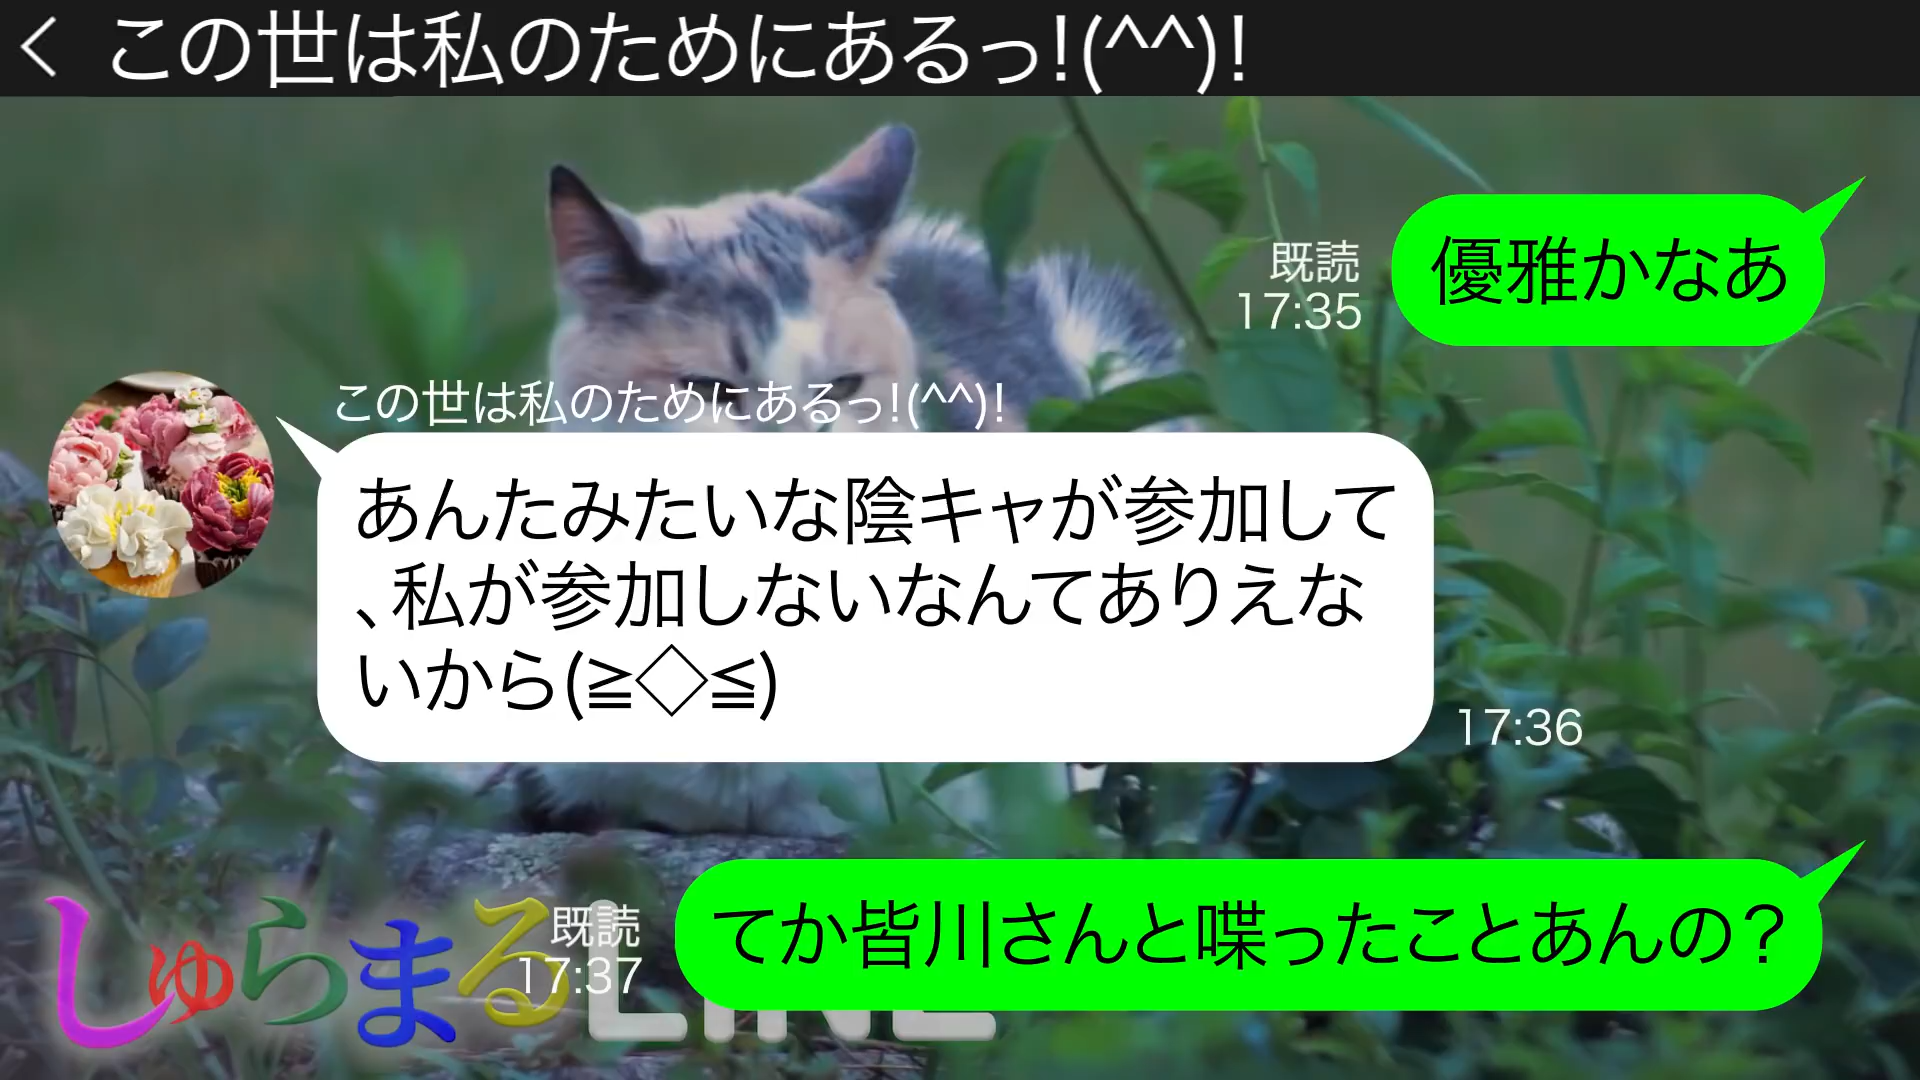 この世は私のためにあるっ!(^^)!
優雅かなあ
既読
17:35
この世は私のためにあるっ!(^^)!
あんたみたいな陰キャが参加して
、私が参加しないなんてありえな
いから(≧◇≦)
17:36
てか皆川さんと喋ったことあんの？
既読
17:37
しゅらまるLINE